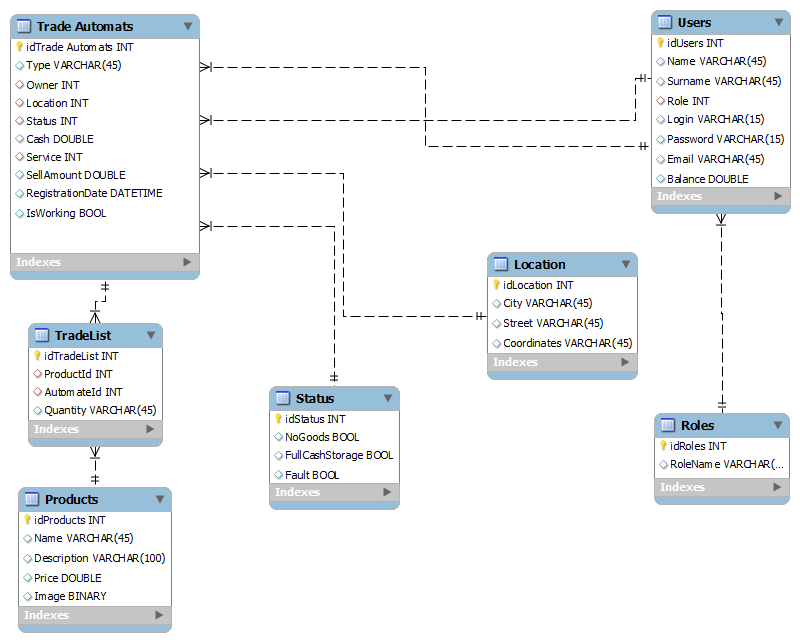 Trade Automats
idTrade Automats INT
Type VARCHAR(45)
Owner INT
Location INT
Status INT
Cash DOUBLE
Service INT
SellAmount DOUBLE
RegistrationDate DATETIME
IsWorking BOOL
Indexes
Users
idUsers INT
Name VARCHAR(45)
Surname VARCHAR(45)
Role INT
Login VARCHAR(15)
Password VARCHAR(15)
Email VARCHAR(45)
Balance DOUBLE
Indexes
Location
idLocation INT
City VARCHAR(45)
Street VARCHAR(45)
Coordinates VARCHAR(45)
Indexes
TradeList
idTradeList INT
ProductId INT
AutomateId INT
Quantity VARCHAR(45)
Indexes
Status
idStatus INT
NoGoods BOOL
FullCashStorage BOOL
Fault BOOL
Indexes
Roles
idRoles INT
RoleName VARCHAR(...
Indexes
Products
idProducts INT
Name VARCHAR(45)
Description VARCHAR(100)
Price DOUBLE
Image BINARY
Indexes